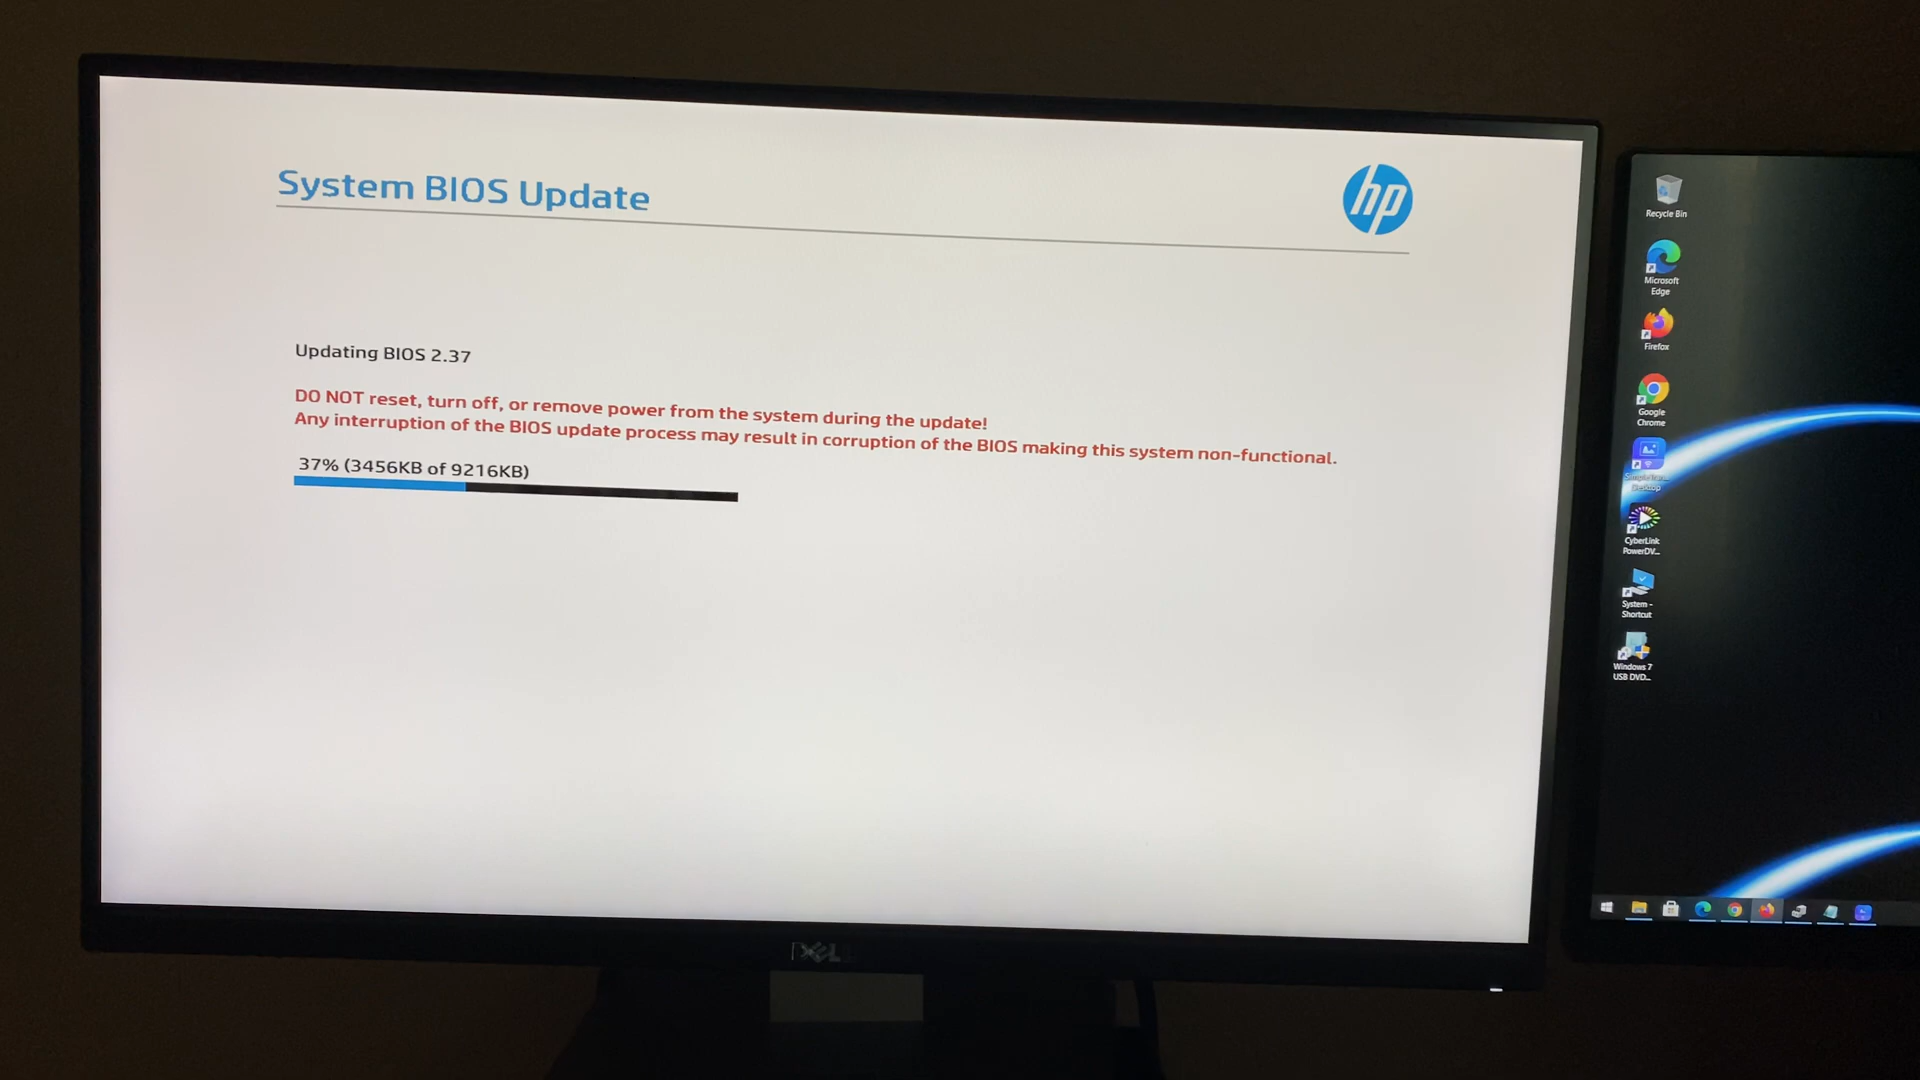 System BIOS Update
hp
Updating BIOS 2.37
DO NOT reset, turn off, or remove power from the system during the update!
Any interruption of the BIOS update process may result in corruption of the BIOS making this system non-functional.
37% (3456KB of 9216KB)
DELL
Recycle Bin
Microsoft
Edge
Firefox
Google
Chrome
Desktop
CyberLink
PowerDV...
System -
Shortcut
Windows 7
USB DVD...